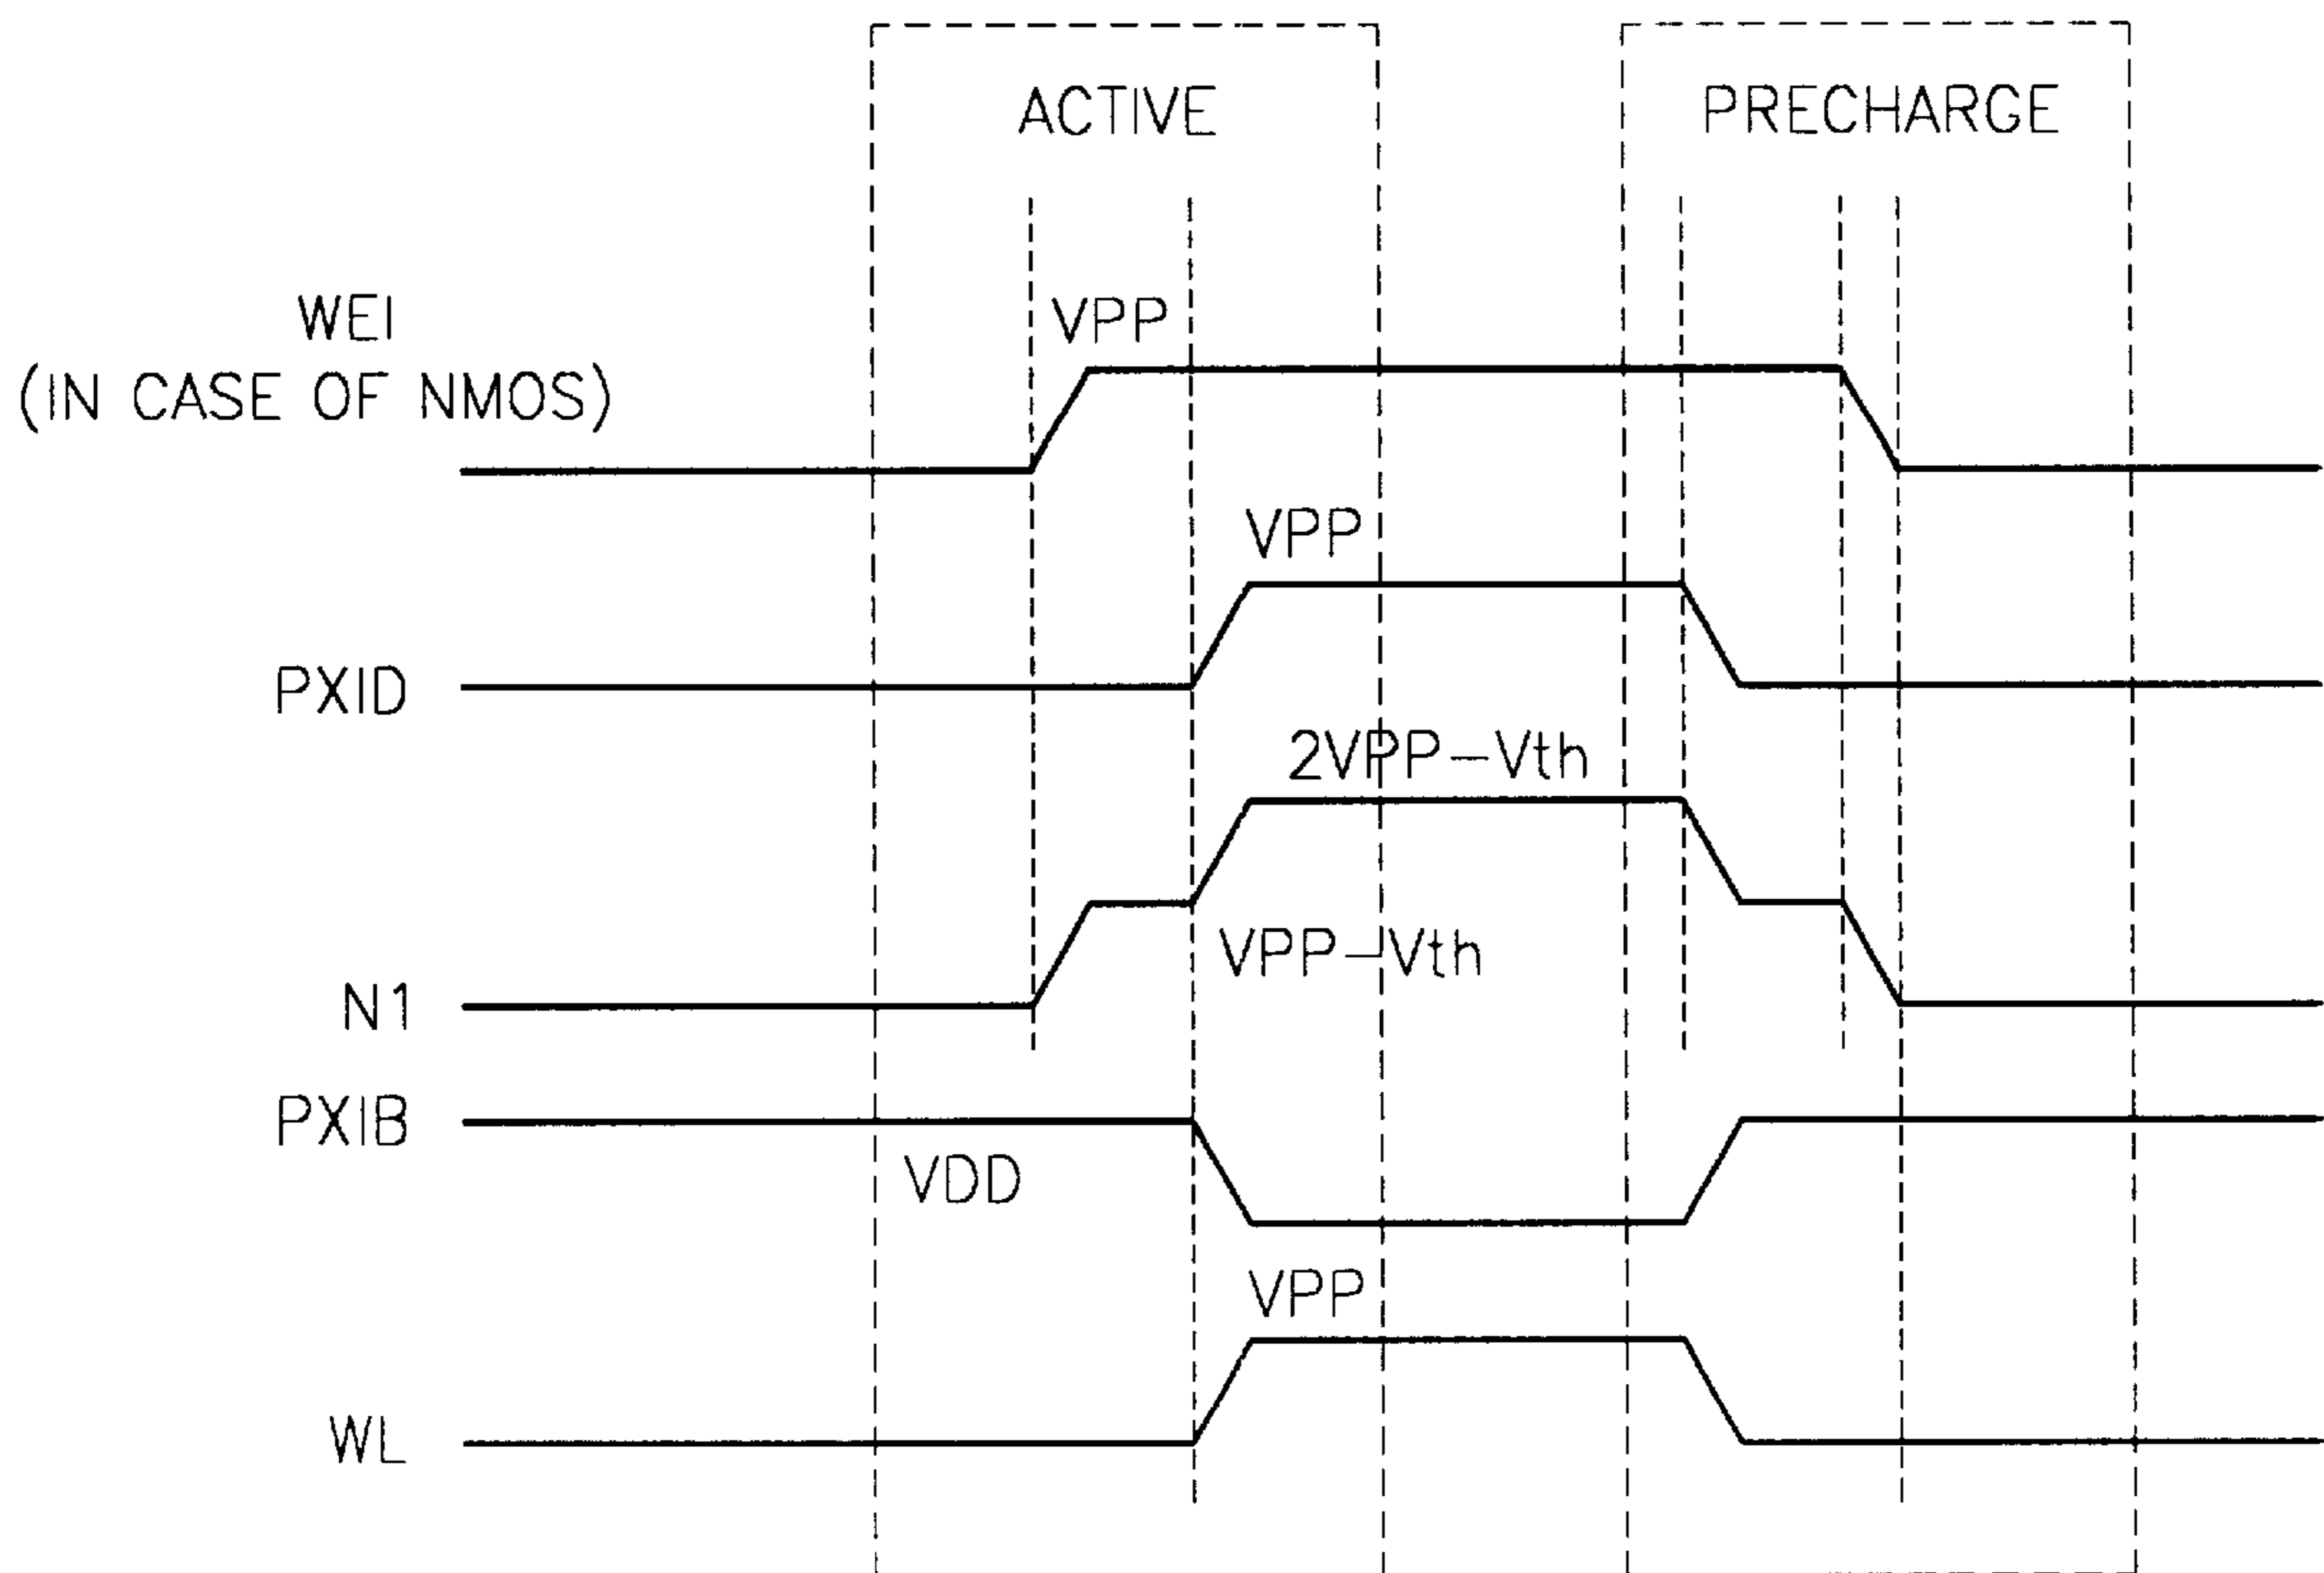 ACTIVE
PRECHARGE
WEI
VPP
(IN CASE OF NMOS)
VPP
PXID
2VPP-Vth
VPP-Vth
N1
PXIB
VDD
VPP
WL